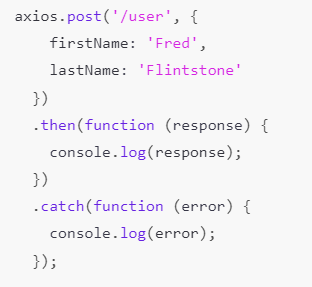 axios.post('/user', {
    firstName: 'Fred',
    lastName: 'Flintstone'
  })
  .then(function (response) {
    console.log(response);
  })
  .catch(function (error) {
    console.log(error);
  });